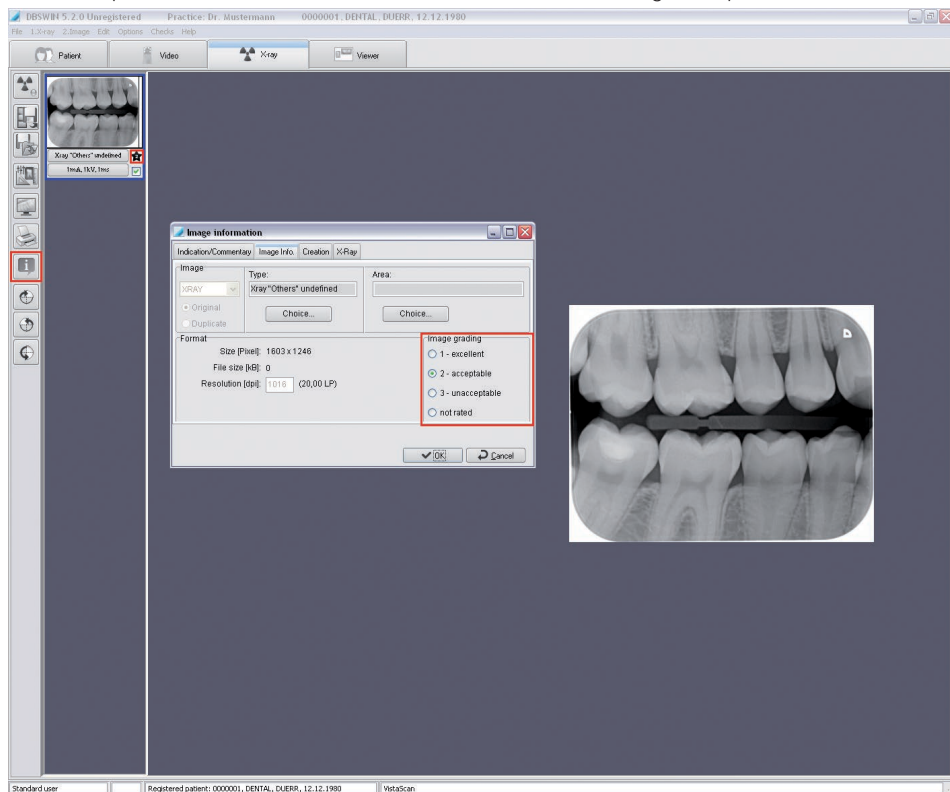 DBSWIN 5.2.0 Unregistered Practice: Dr. Mustermann 0000001, DENTAL, DUERR, 12.12.1980
File 1.X-ray 2.Image Edit Options Checks Help
Patient Video X-ray Viewer
Xray "Others" undefined
1mA, 1kV, 1ms
Image information
Indication/Commentary Image Info. Creation X-Ray
Image
XRAY
Original
Duplicate
Type:
Xray "Others" undefined
Choice...
Area:
Choice...
Format
Size [Pixel]: 1603 x 1246
File size [kB]: 0
Resolution [dpi]: 1016 (20,00 LP)
Image grading
1 - excellent
2 - acceptable
3 - unacceptable
not rated
OK Cancel
Standard user Registered patient: 0000001, DENTAL, DUERR, 12.12.1980 VistaScan